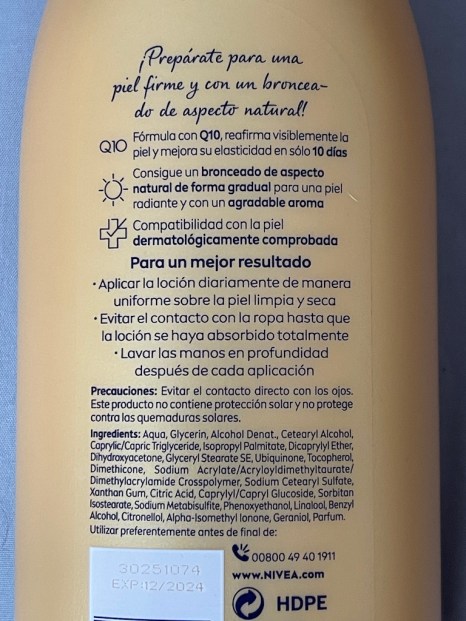 ¡Prepárate para una
piel firme y con un broncea-
do de aspecto natural!
Q10 Fórmula con Q10, reafirma visiblemente la
piel y mejora su elasticidad en sólo 10 días
Consigue un bronceado de aspecto
natural de forma gradual para una piel
radiante y con un agradable aroma
Compatibilidad con la piel
dermatológicamente comprobada
Para un mejor resultado
• Aplicar la loción diariamente de manera
uniforme sobre la piel limpia y seca
• Evitar el contacto con la ropa hasta que
la loción se haya absorbido totalmente
• Lavar las manos en profundidad
después de cada aplicación
Precauciones: Evitar el contacto directo con los ojos.
Este producto no contiene protección solar y no protege
contra las quemaduras solares.
Ingredients: Aqua, Glycerin, Alcohol Denat., Cetearyl Alcohol,
Caprylic/Capric Triglyceride, Isopropyl Palmitate, Dicaprylyl Ether,
Dihydroxyacetone, Glyceryl Stearate SE, Ubiquinone, Tocopherol,
Dimethicone, Sodium Acrylate/Acryloyldimethyltaurate/
Dimethylacrylamide Crosspolymer, Sodium Cetearyl Sulfate,
Xanthan Gum, Citric Acid, Caprylyl/Capryl Glucoside, Sorbitan
Isostearate, Sodium Metabisulfite, Phenoxyethanol, Linalool, Benzyl
Alcohol, Citronellol, Alpha-Isomethyl Ionone, Geraniol, Parfum.
Utilizar preferentemente antes de final de:
30251074
EXP:12/2024
00800 49 40 1911
www.NIVEA.com
2 HDPE